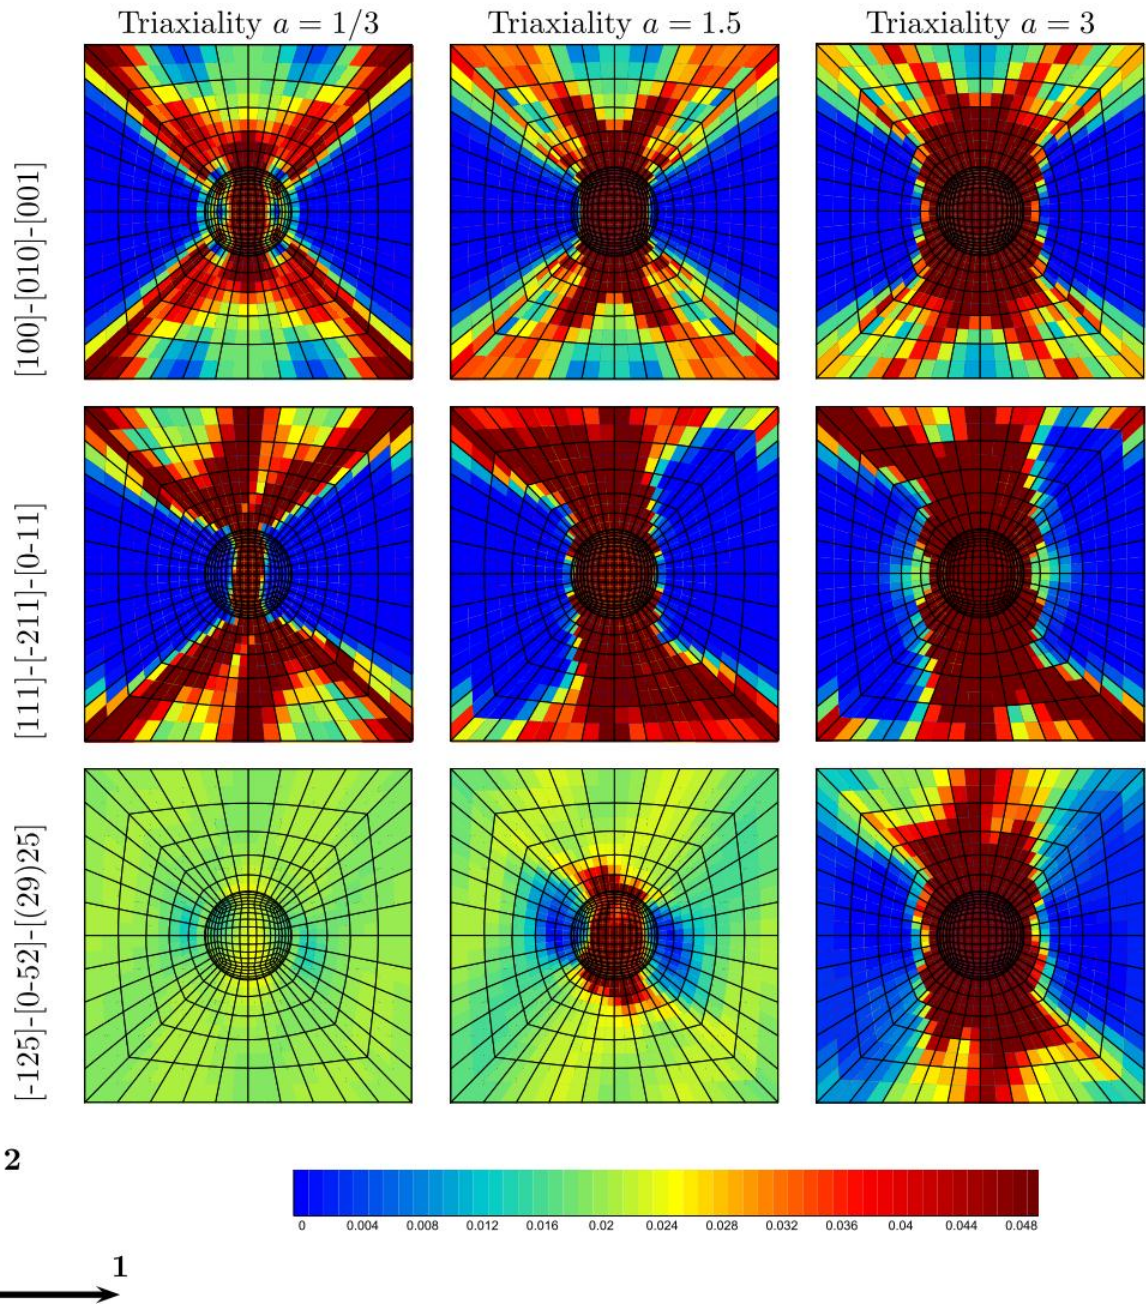 Triaxiality a = 1/3 Triaxiality a = 1.5 Triaxiality a = 3
[100]-[010]-[001]
[111]-[-211]-[0-11]
[-125]-[0-52]-[(29)25]
2
0 0.004 0.008 0.012 0.016 0.02 0.024 0.028 0.032 0.036 0.04 0.044 0.048
1